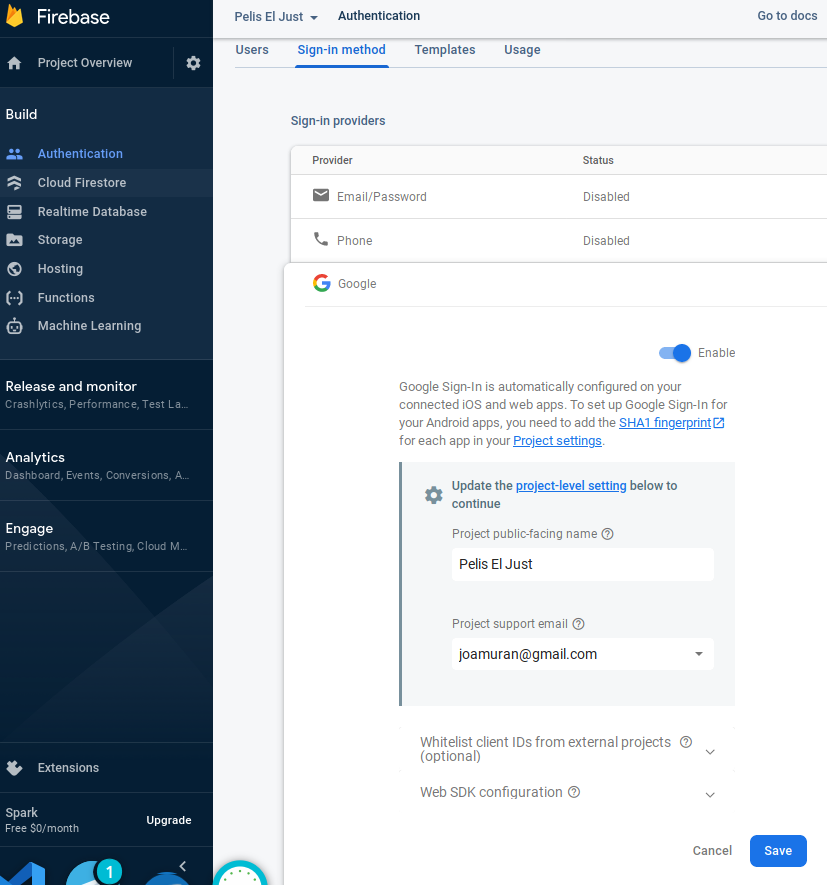 Firebase
Project Overview
Build
Authentication
Cloud Firestore
Realtime Database
Storage
Hosting
Functions
Machine Learning
Release and monitor
Crashlytics, Performance, Test La...
Analytics
Dashboard, Events, Conversions, A...
Engage
Predictions, A/B Testing, Cloud M...
Extensions
Spark
Free $0/month
Upgrade
1
Pelis El Just
Authentication
Go to docs
Users
Sign-in method
Templates
Usage
Sign-in providers
Provider
Status
Email/Password
Disabled
Phone
Disabled
Google
Enable
Google Sign-In is automatically configured on your
connected iOS and web apps. To set up Google Sign-In for
your Android apps, you need to add the SHA1 fingerprint
for each app in your Project settings.
Update the project-level setting below to
continue
Project public-facing name
Pelis El Just
Project support email
joamuran@gmail.com
Whitelist client IDs from external projects
(optional)
Web SDK configuration
Cancel
Save